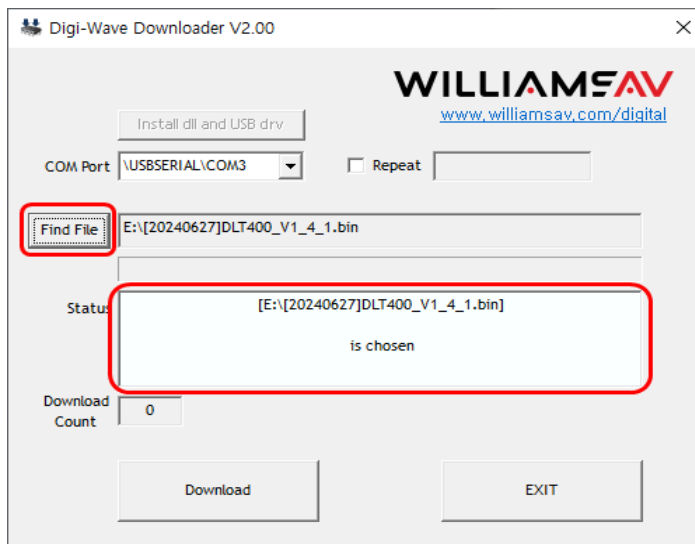 Digi-Wave Downloader V2.00
WILLIAMSAV
www.williamsav.com/digital
Install dll and USB drv
COM Port \USBSERIAL\COM3 Repeat
Find File E:\[20240627]DLT400_V1_4_1.bin
Status [E:\[20240627]DLT400_V1_4_1.bin]
is chosen
Download
Count
0
Download EXIT